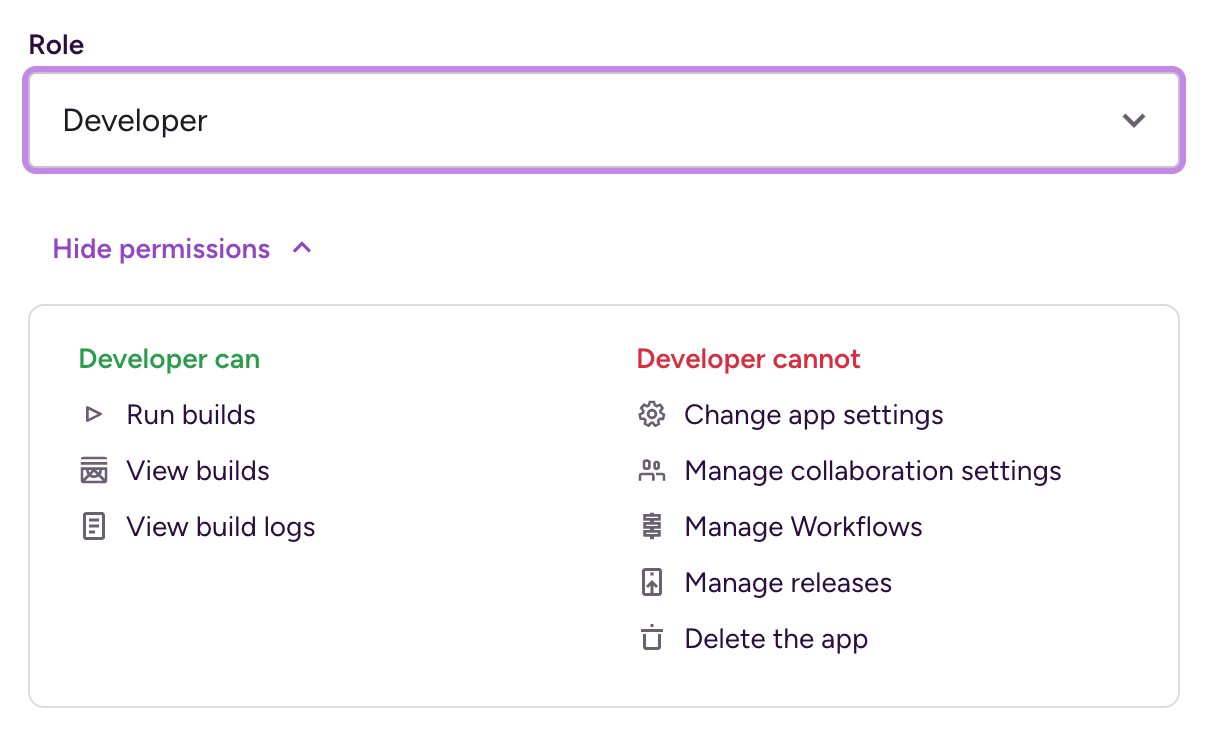 Role
Developer
Hide permissions
Developer can
Run builds
View builds
View build logs
Developer cannot
Change app settings
Manage collaboration settings
Manage Workflows
Manage releases
Delete the app